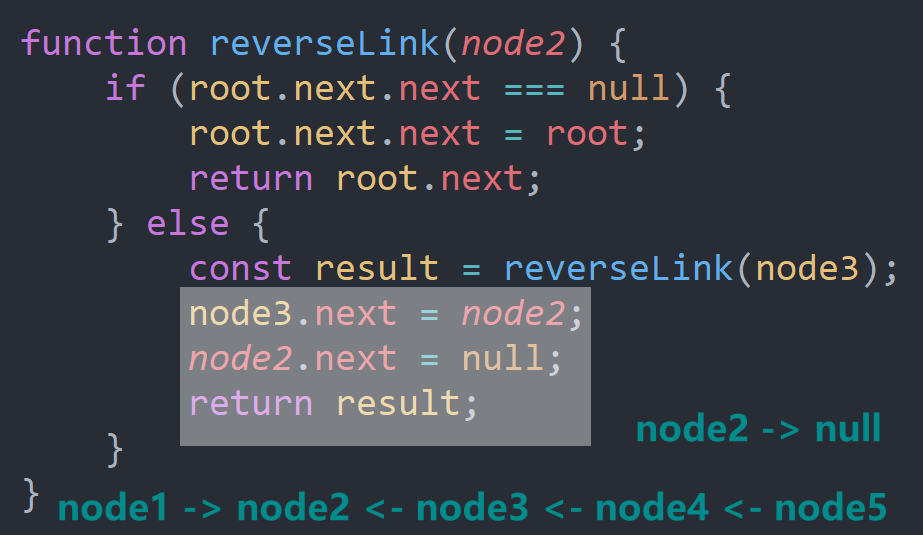 function reverseLink(node2) {
    if (root.next.next === null) {
        root.next.next = root;
        return root.next;
    } else {
        const result = reverseLink(node3);
        node3.next = node2;
        node2.next = null;
        return result;
node2 -> null
    }
}
node1 -> node2 <- node3 <- node4 <- node5